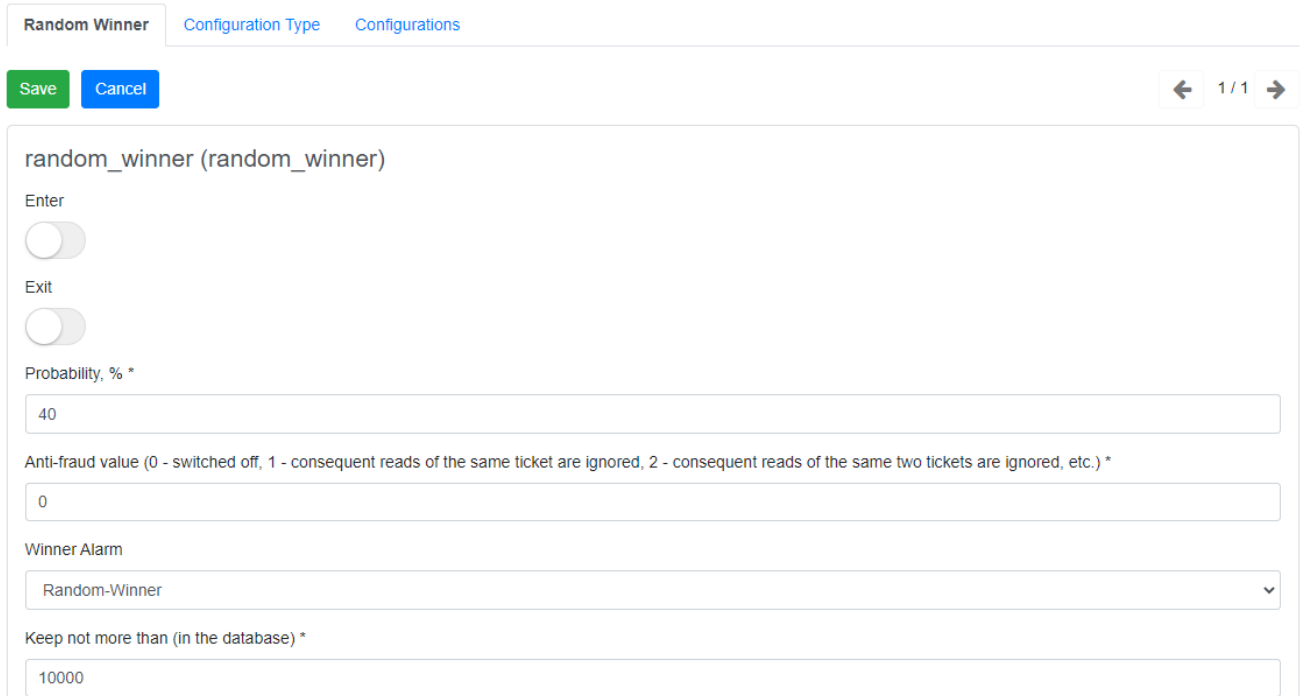 Random Winner Configuration Type Configurations
Save Cancel 1 / 1
random_winner (random_winner)
Enter
Exit
Probability, % *
40
Anti-fraud value (0 - switched off, 1 - consequent reads of the same ticket are ignored, 2 - consequent reads of the same two tickets are ignored, etc.) *
0
Winner Alarm
Random-Winner
Keep not more than (in the database) *
10000